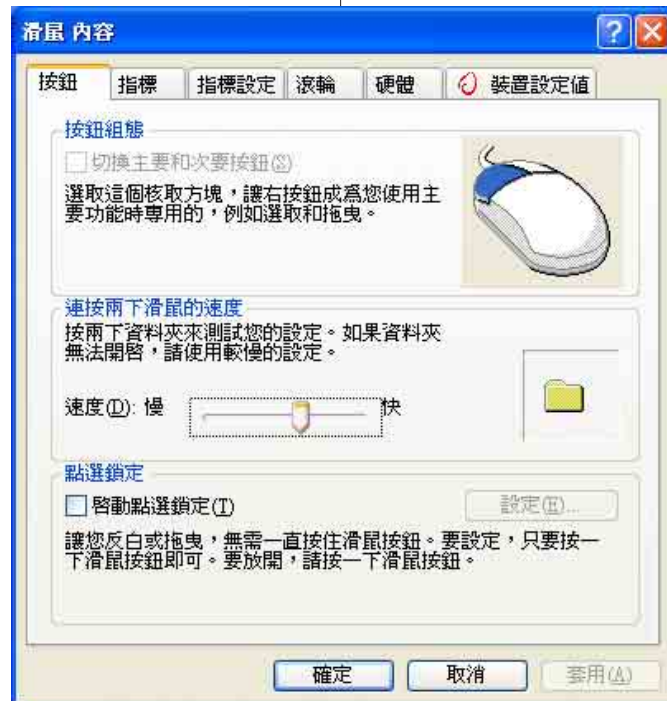 滑鼠 內容
按鈕 指標 指標設定 滾輪 硬體 裝置設定值
按鈕組態
切換主要和次要按鈕(S)
選取這個核取方塊，讓右按鈕成為您使用主
要功能時專用的，例如選取和拖曳。
連按兩下滑鼠的速度
按兩下資料夾來測試您的設定。如果資料夾
無法開啟，請使用較慢的設定。
速度(D): 慢 快
點選鎖定
啟動點選鎖定(T)
設定(E)...
讓您反白或拖曳，無需一直按住滑鼠按鈕。要設定，只要按一
下滑鼠按鈕即可。要放開，請按一下滑鼠按鈕。
確定 取消 套用(A)